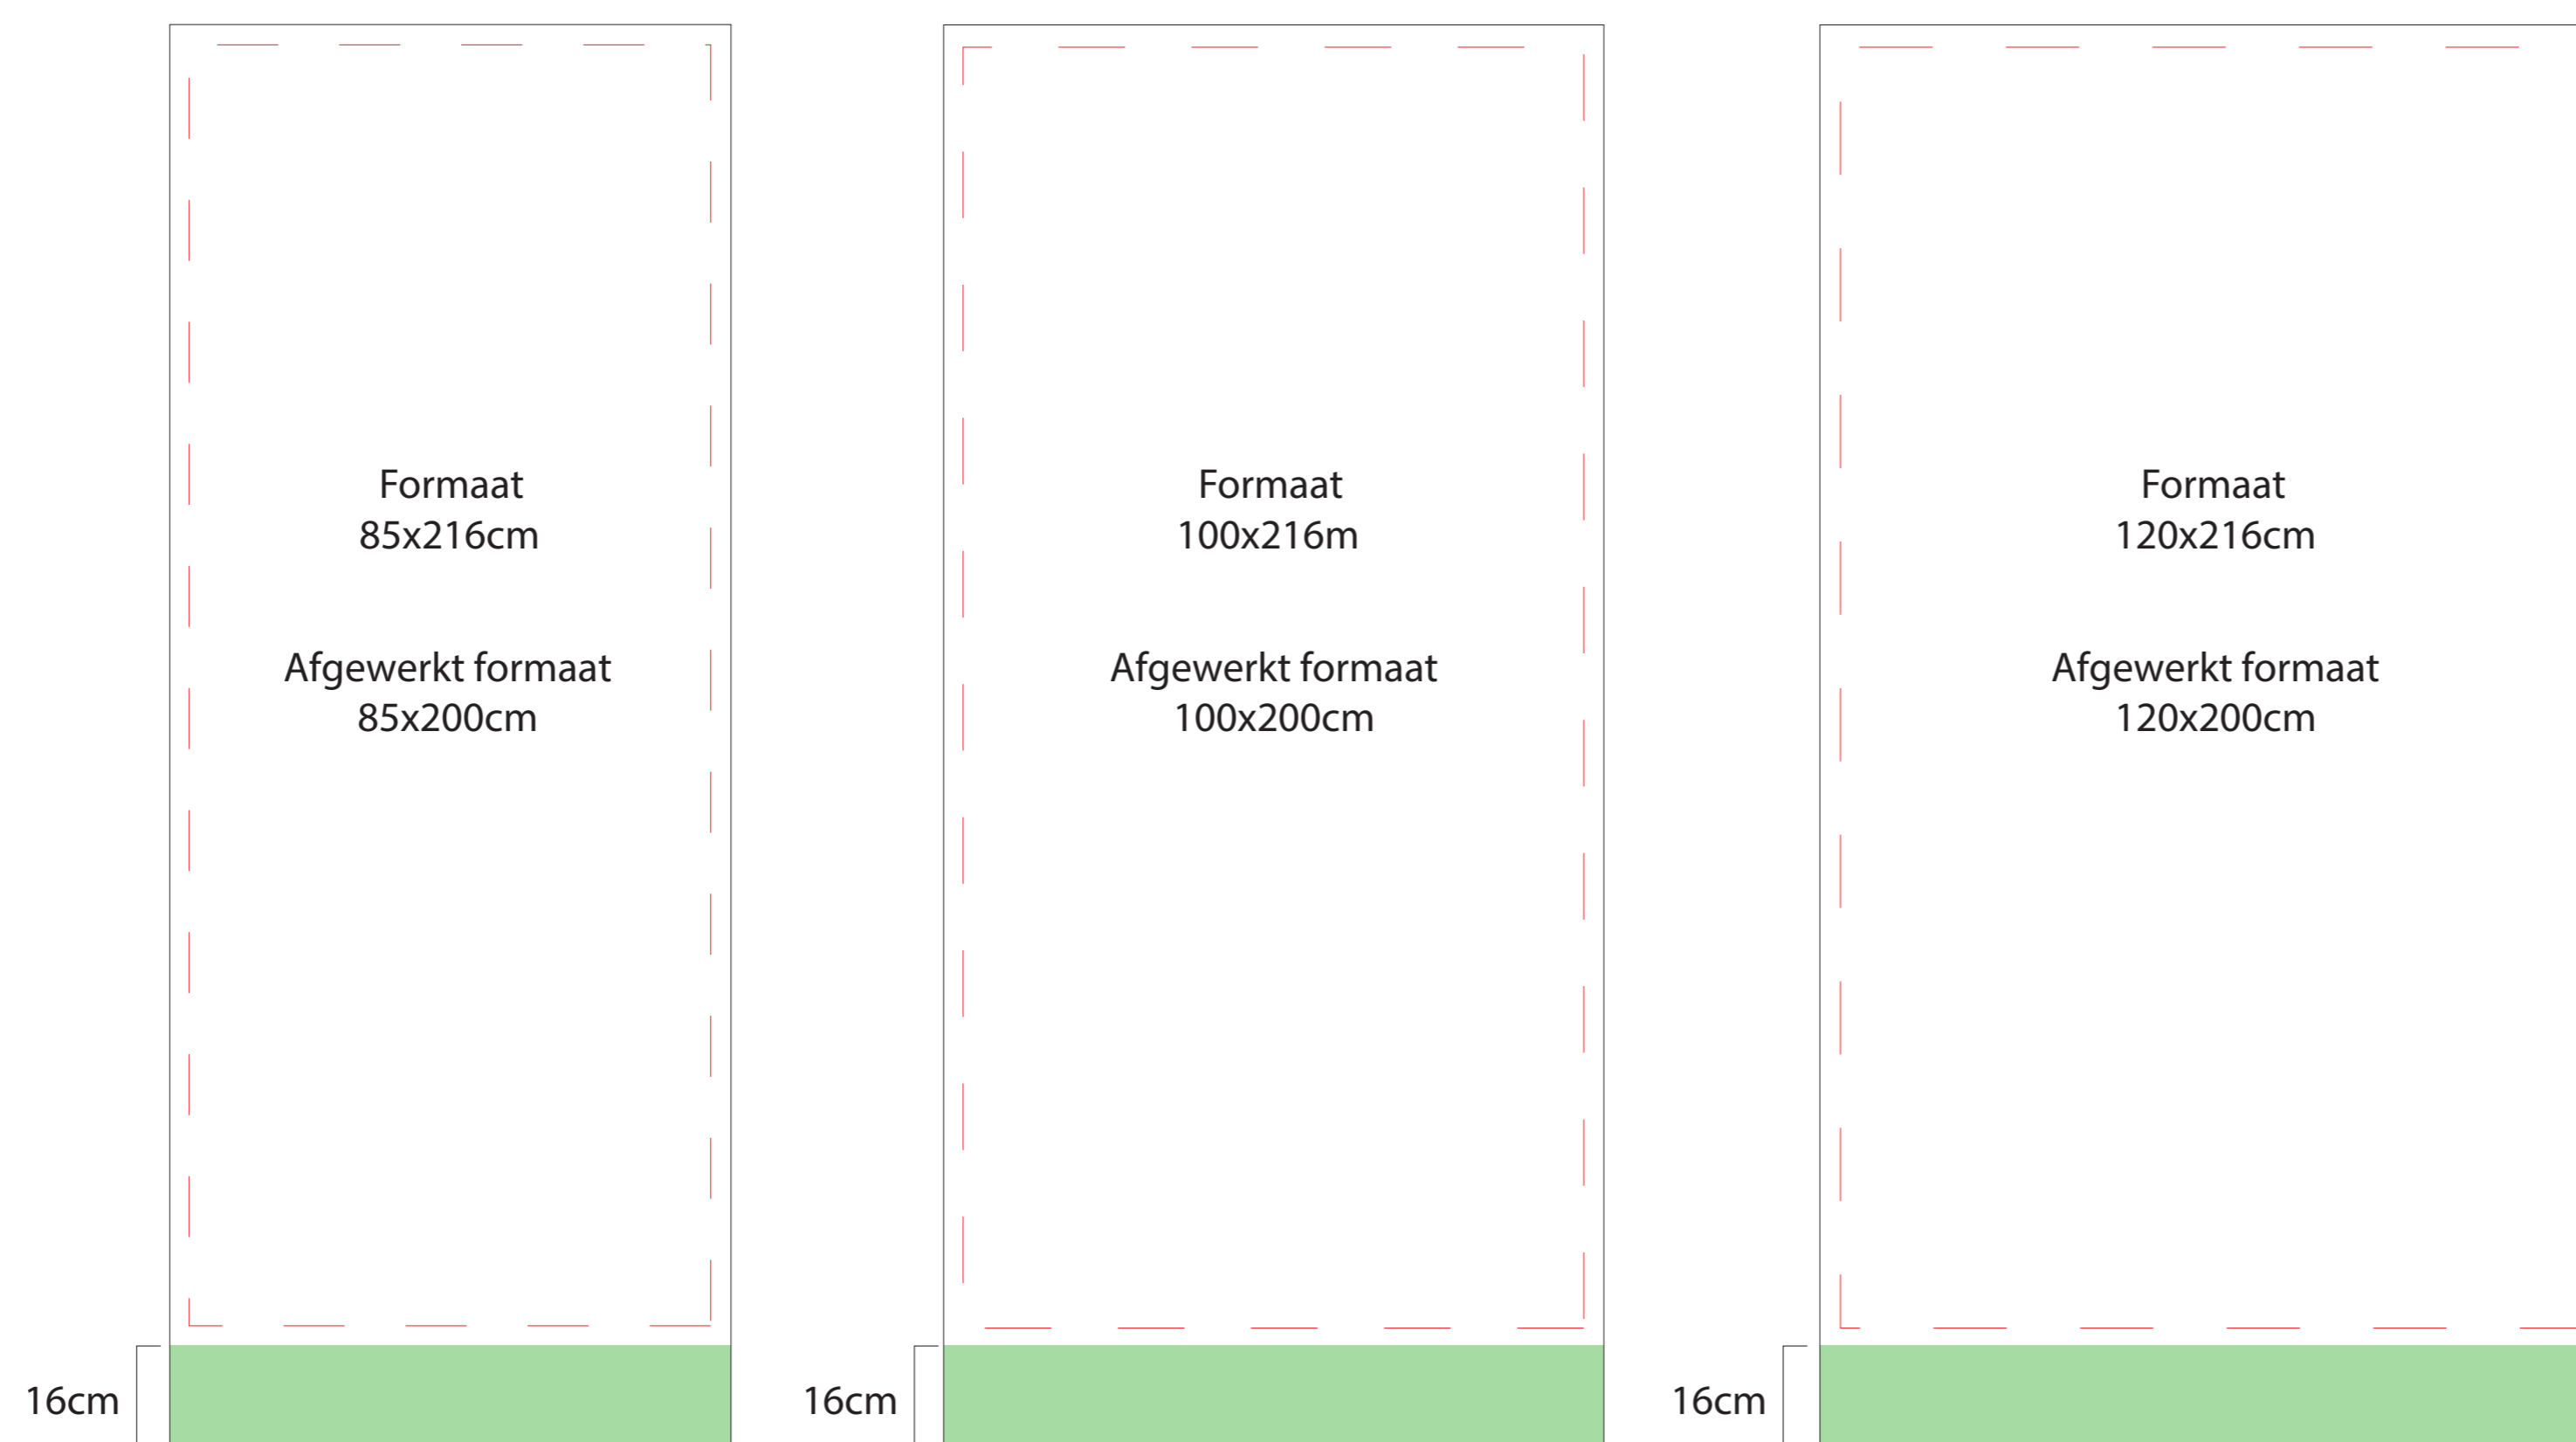 Formaat
85x216cm
Afgewerkt formaat
85x200cm
16cm
Formaat
100x216m
Afgewerkt formaat
100x200cm
16cm
Formaat
120x216cm
Afgewerkt formaat
120x200cm
16cm